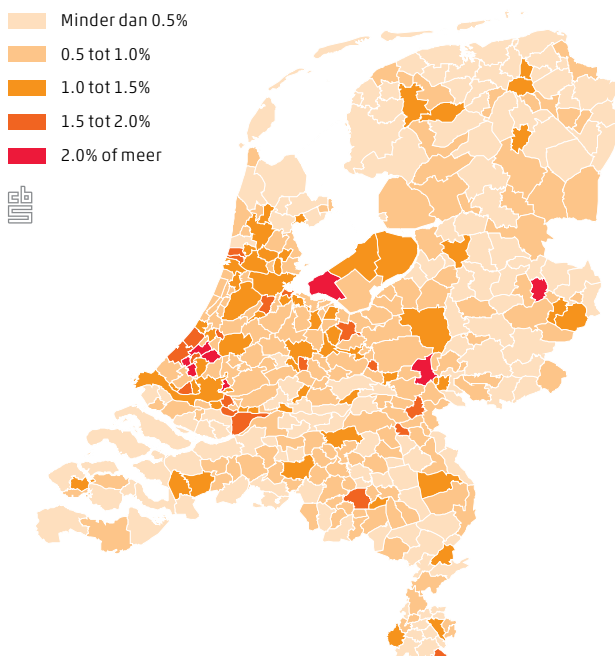 Minder dan 0.5%
0.5 tot 1.0%
1.0 tot 1.5%
1.5 tot 2.0%
2.0% of meer
cbs